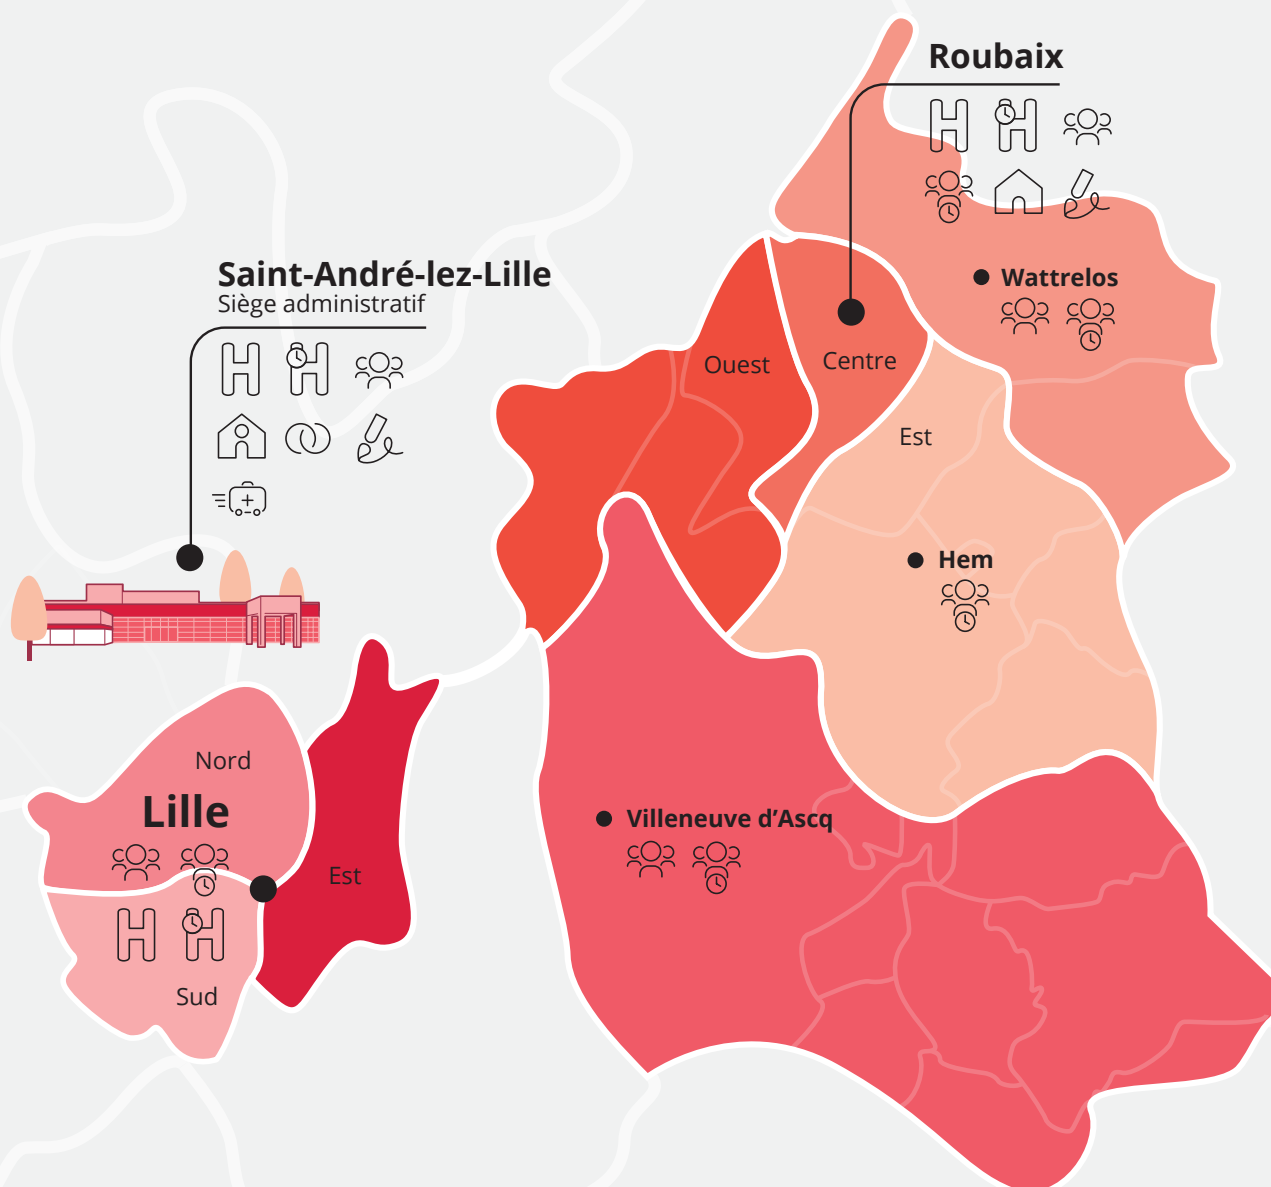 Roubaix
Saint-André-lez-Lille
Siège administratif
Wattrelos
Ouest
Centre
Est
Hem
Nord
Lille
Villeneuve d’Ascq
Est
Sud